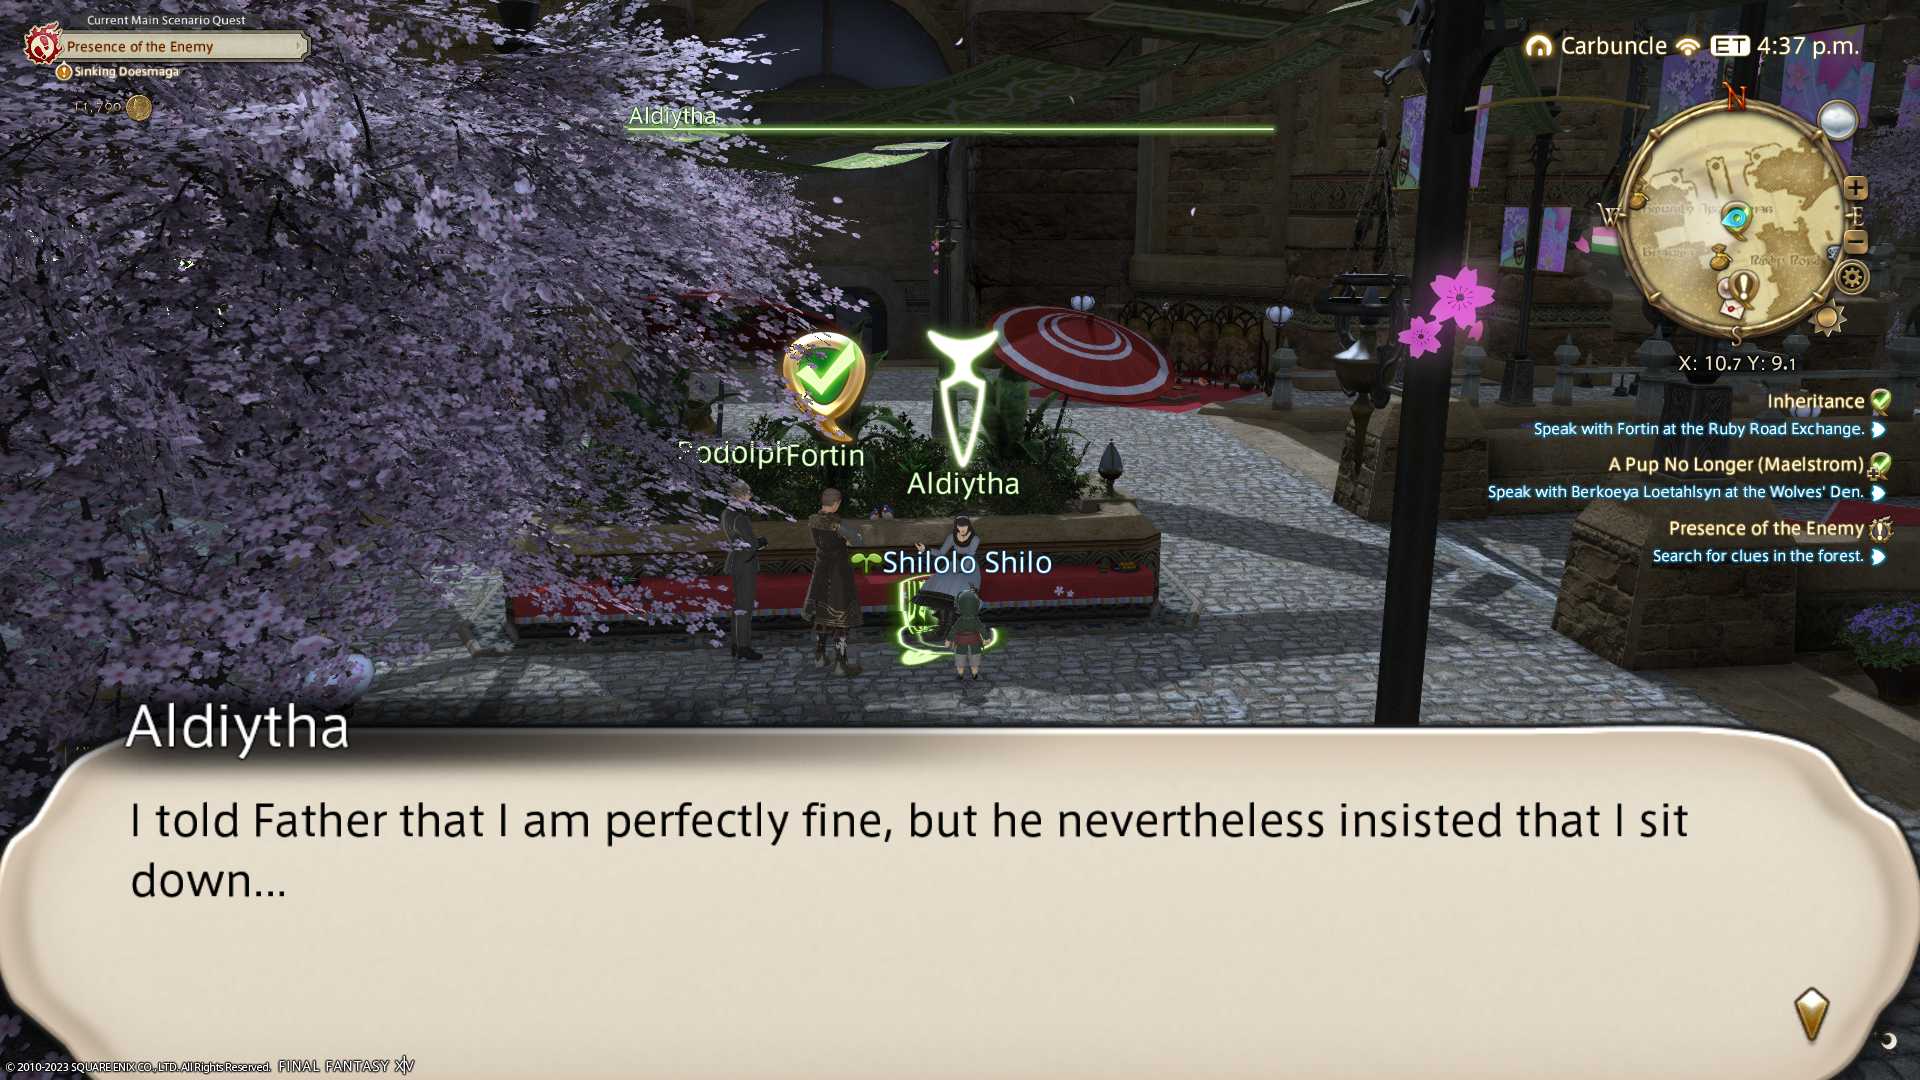 Current Main Scenario Quest
Presence of the Enemy
Sinking Doesmaga
11,799
Carbuncle ET 4:37 p.m.
N
W
E
S
X: 10.7 Y: 9.1
Inheritance
Speak with Fortin at the Ruby Road Exchange.
A Pup No Longer (Maelstrom)
Speak with Berkoeya Loetahlsyn at the Wolves' Den.
Presence of the Enemy
Search for clues in the forest.
Aldiytha
Fortin
Aldiytha
Shilolo Shilo
Aldiytha
I told Father that I am perfectly fine, but he nevertheless insisted that I sit
down...
© 2010-2023 SQUARE ENIX CO., LTD. All Rights Reserved. FINAL FANTASY XIV